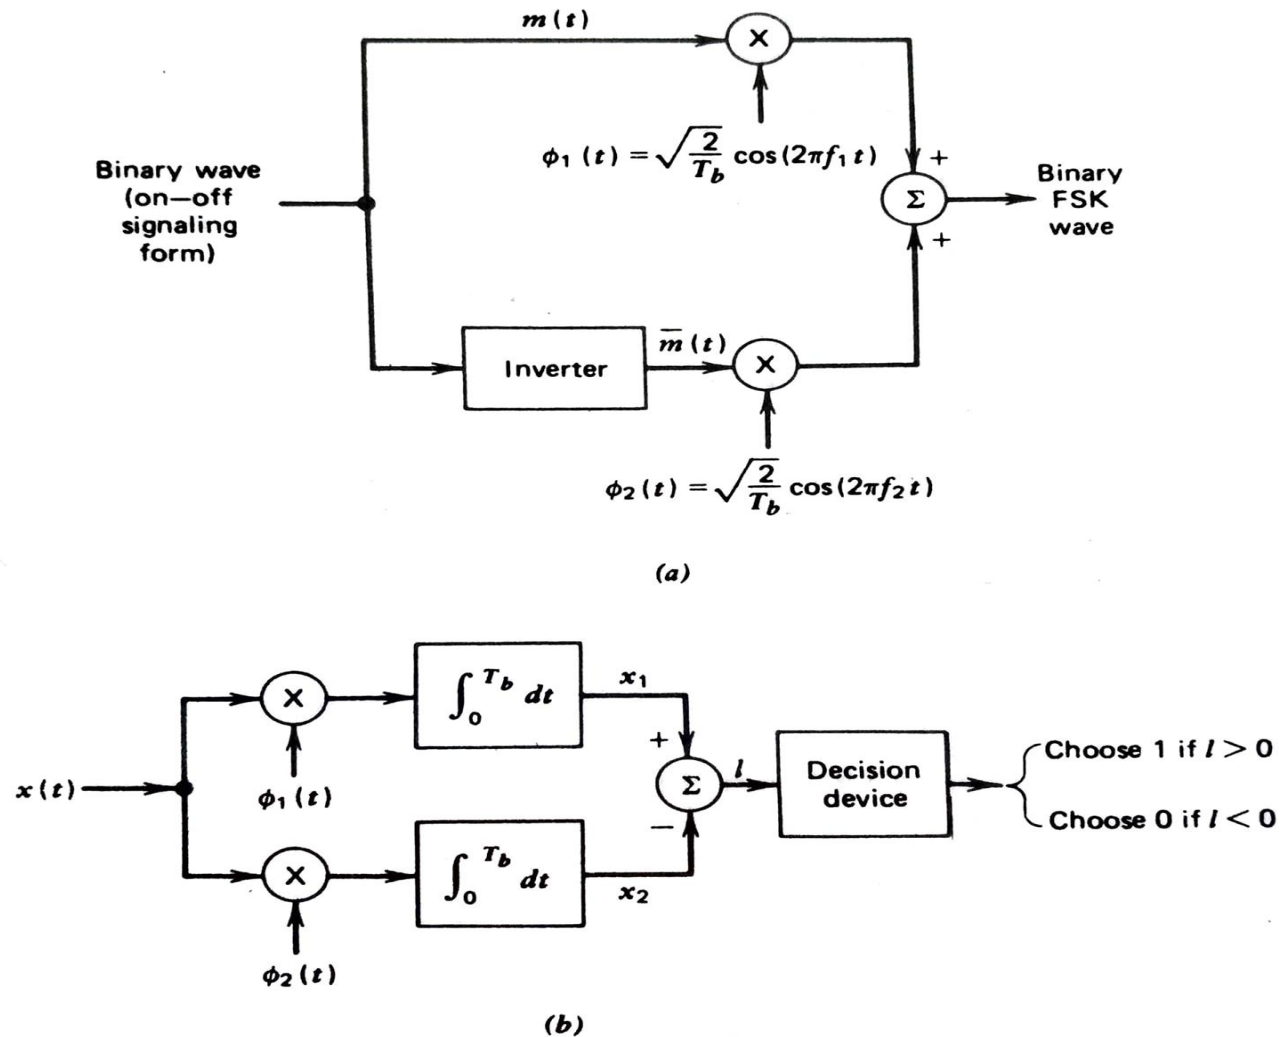 m(t)
×
ϕ₁(t) = √(2/T_b) cos(2πf₁t)
Binary wave
(on—off
signaling
form)
+
Σ
+
Binary
FSK
wave
Inverter
m̅(t)
×
ϕ₂(t) = √(2/T_b) cos(2πf₂t)
(a)
x(t)
×
ϕ₁(t)
∫₀^{T_b} dt
x₁
+
Σ
−
l
Decision
device
Choose 1 if l > 0
Choose 0 if l < 0
×
ϕ₂(t)
∫₀^{T_b} dt
x₂
(b)